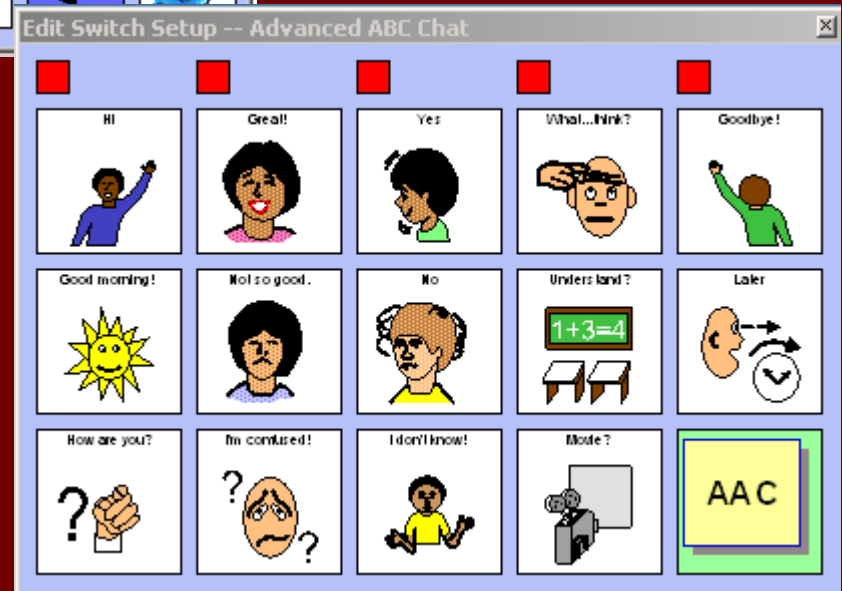 Edit Switch Setup -- Advanced ABC Chat
Hi
Great!
Yes
What...think?
Goodbye!
Good morning!
Not so good.
No
Understand?
1+3=4
Later
How are you?
I'm confused!
I don't know!
Movie?
?
?
?
AAC